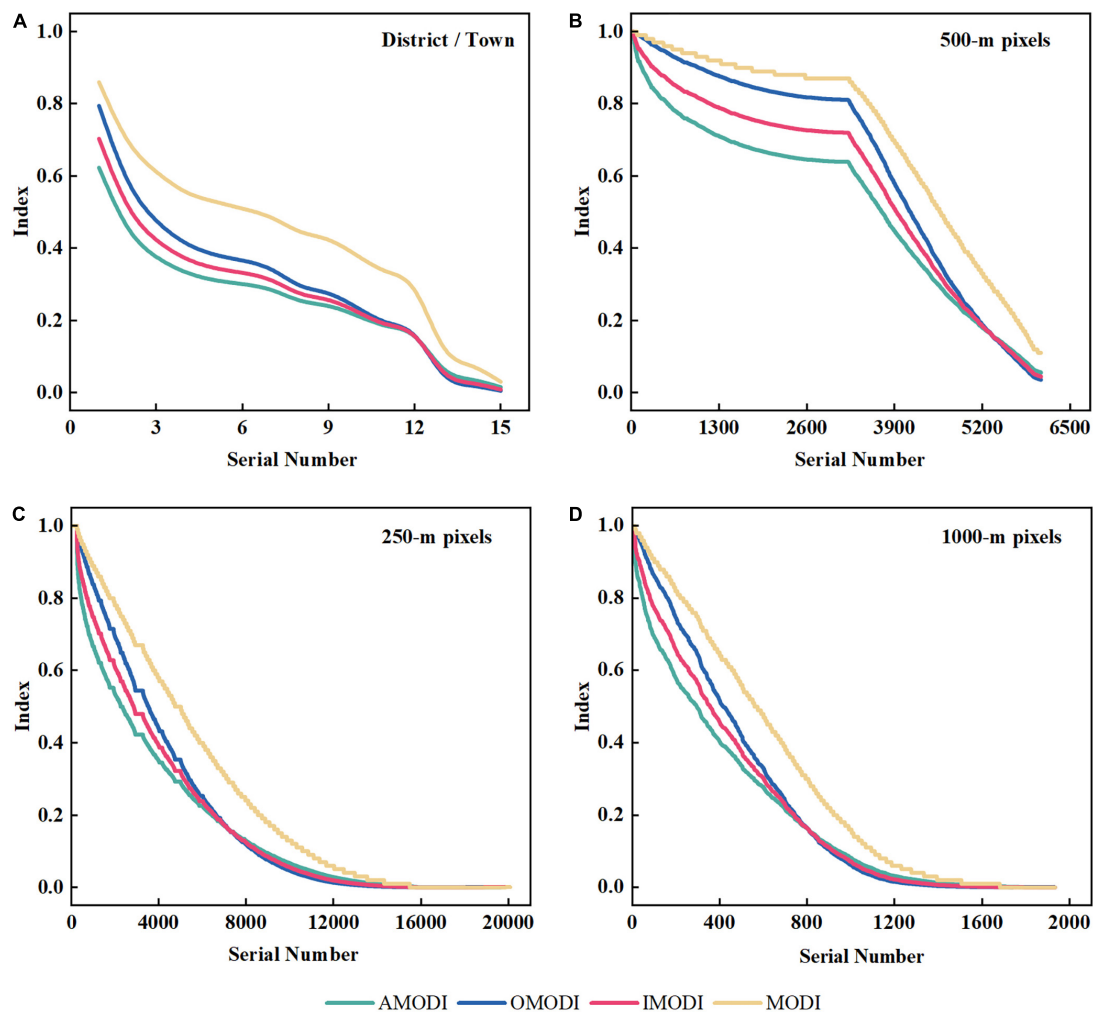 A
District / Town
1.0
0.8
0.6
0.4
0.2
0.0
Index
0 3 6 9 12 15
Serial Number
B
500-m pixels
1.0
0.8
0.6
0.4
0.2
0.0
Index
0 1300 2600 3900 5200 6500
Serial Number
C
250-m pixels
1.0
0.8
0.6
0.4
0.2
0.0
Index
0 4000 8000 12000 16000 20000
Serial Number
D
1000-m pixels
1.0
0.8
0.6
0.4
0.2
0.0
Index
0 400 800 1200 1600 2000
Serial Number
AMODI OMODI IMODI MODI